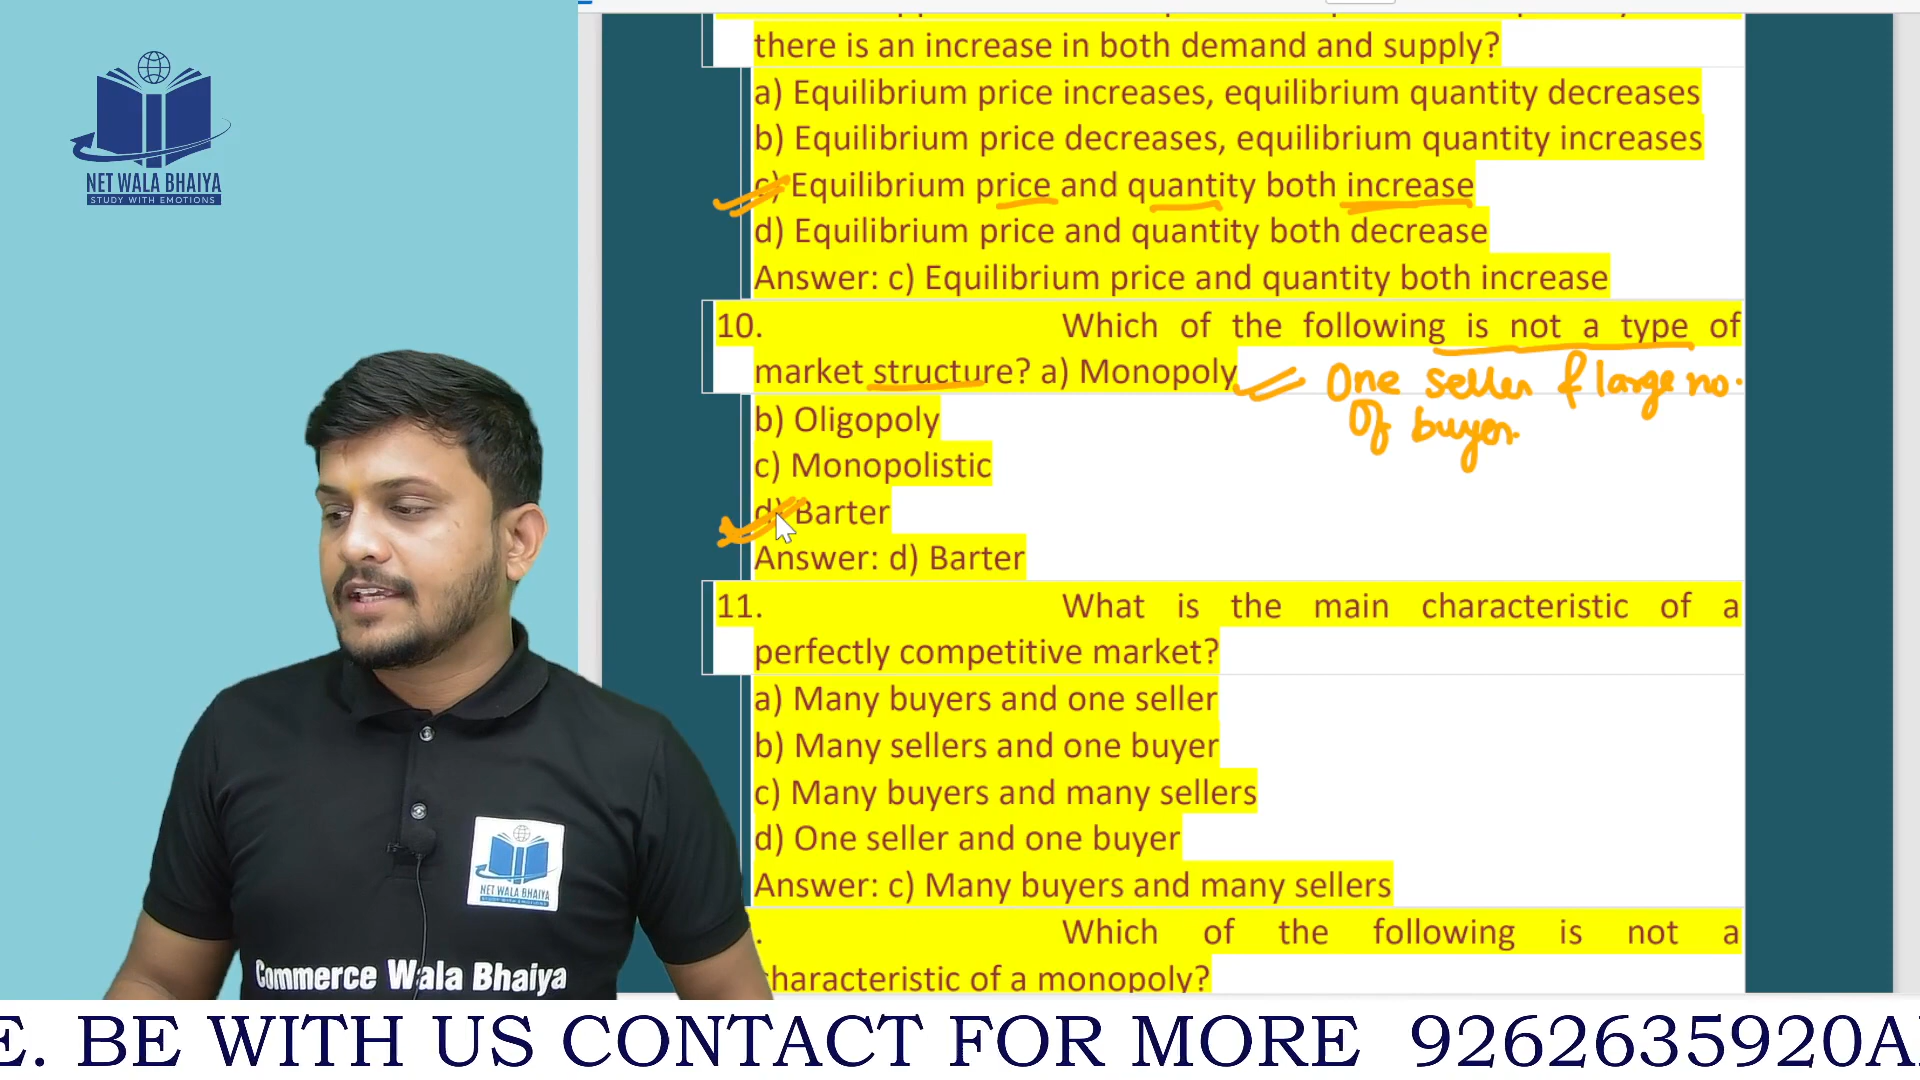 NET WALA BHAIYA
STUDY WITH EMOTIONS
there is an increase in both demand and supply?
a) Equilibrium price increases, equilibrium quantity decreases
b) Equilibrium price decreases, equilibrium quantity increases
c) Equilibrium price and quantity both increase
d) Equilibrium price and quantity both decrease
Answer: c) Equilibrium price and quantity both increase
10. Which of the following is not a type of
market structure? a) Monopoly
One seller & large no.
Of buyer.
b) Oligopoly
c) Monopolistic
d) Barter
Answer: d) Barter
11. What is the main characteristic of a
perfectly competitive market?
a) Many buyers and one seller
b) Many sellers and one buyer
c) Many buyers and many sellers
d) One seller and one buyer
Answer: c) Many buyers and many sellers
. Which of the following is not a
haracteristic of a monopoly?
NET WALA BHAIYA
Commerce Wala Bhaiya
E. BE WITH US CONTACT FOR MORE 9262635920A